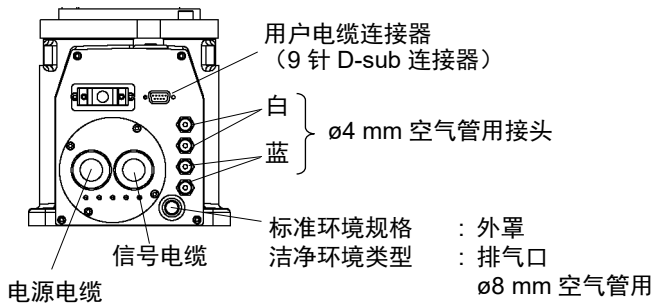 用户电缆连接器
（9 针 D-sub 连接器）
白
ø4 mm 空气管用接头
蓝
标准环境规格 : 外罩
信号电缆
洁净环境类型 : 排气口
ø8 mm 空气管用
电源电缆